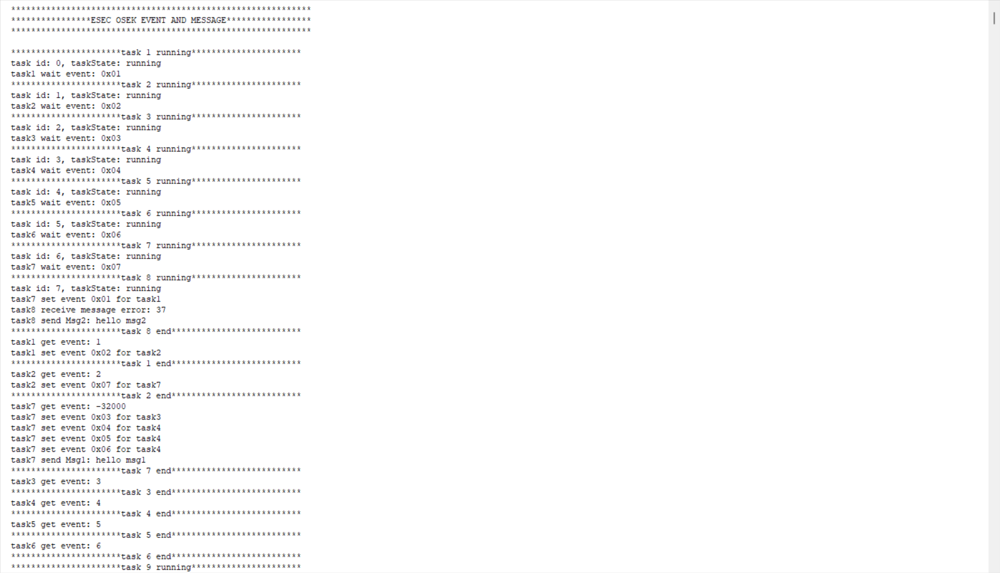 ************************************************************
****************ESEC OSEK EVENT AND MESSAGE*****************
************************************************************
**********************task 1 running**********************
task id: 0, taskState: running
task1 wait event: 0x01
**********************task 2 running**********************
task id: 1, taskState: running
task2 wait event: 0x02
**********************task 3 running**********************
task id: 2, taskState: running
task3 wait event: 0x03
**********************task 4 running**********************
task id: 3, taskState: running
task4 wait event: 0x04
**********************task 5 running**********************
task id: 4, taskState: running
task5 wait event: 0x05
**********************task 6 running**********************
task id: 5, taskState: running
task6 wait event: 0x06
**********************task 7 running**********************
task id: 6, taskState: running
task7 wait event: 0x07
**********************task 8 running**********************
task id: 7, taskState: running
task7 set event 0x01 for task1
task8 receive message error: 37
task8 send Msg2: hello msg2
**********************task 8 end**************************
task1 get event: 1
task1 set event 0x02 for task2
**********************task 1 end**************************
task2 get event: 2
task2 set event 0x07 for task7
**********************task 2 end**************************
task7 get event: -32000
task7 set event 0x03 for task3
task7 set event 0x04 for task4
task7 set event 0x05 for task4
task7 set event 0x06 for task4
task7 send Msg1: hello msg1
**********************task 7 end**************************
task3 get event: 3
**********************task 3 end**************************
task4 get event: 4
**********************task 4 end**************************
task5 get event: 5
**********************task 5 end**************************
task6 get event: 6
**********************task 6 end**************************
**********************task 9 running**********************